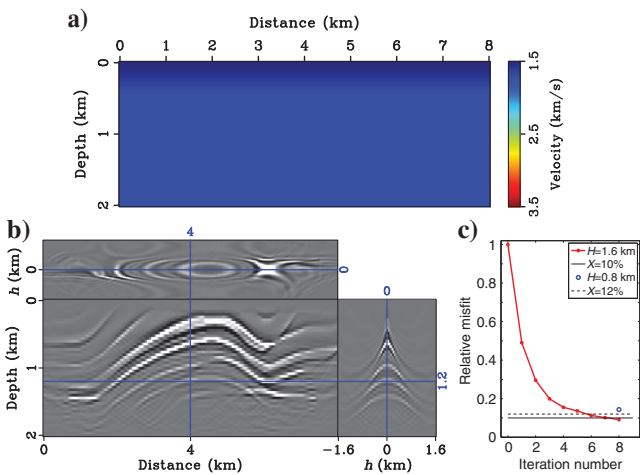 a)
Distance (km)
0 1 2 3 4 5 6 7 8
Depth (km)
0
1
2
1.5
2.5
3.5
Velocity (km/s)
b)
4
h (km)
0
0
0
Depth (km)
0
1
2
1.2
0 4 8
Distance (km)
−1.6 0 1.6
h (km)
c)
Relative misfit
1
0.8
0.6
0.4
0.2
0
H=1.6 km
X=10%
H=0.8 km
X=12%
0 2 4 6 8
Iteration number